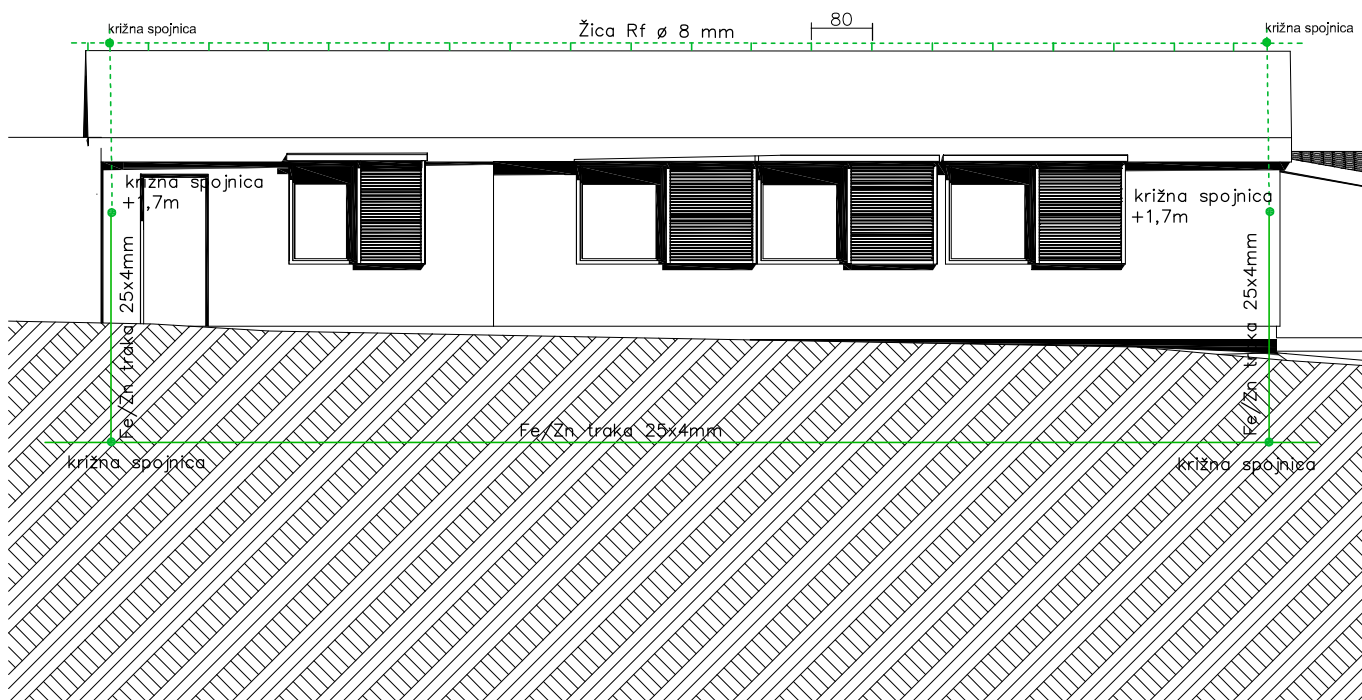 križna spojnica
Žica Rf ø 8 mm
80
križna spojnica
križna spojnica
+1,7m
križna spojnica
+1,7m
Fe/Zn traka 25x4mm
Fe/Zn traka 25x4mm
Fe/Zn traka 25x4mm
križna spojnica
križna spojnica